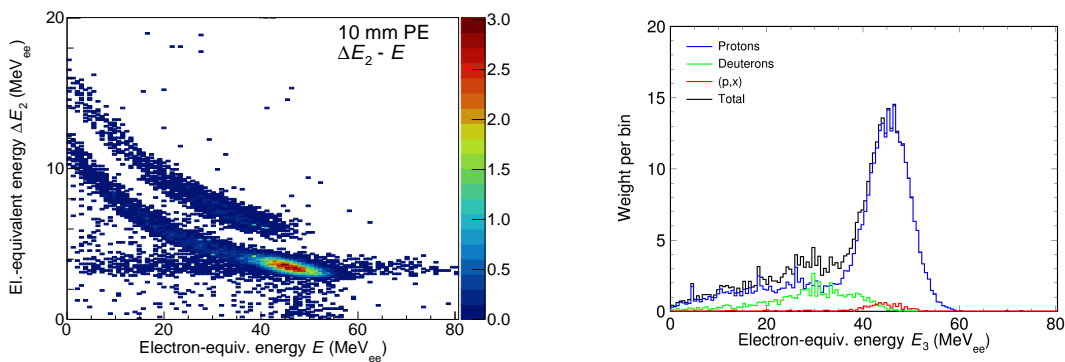 10 mm PE
ΔE₂ - E
El.-equivalent energy ΔE₂ (MeVₑₑ)
20
15
10
5
0
0 20 40 60 80
Electron-equiv. energy E (MeVₑₑ)
3.0
2.5
2.0
1.5
1.0
0.5
0.0
Weight per bin
20
15
10
5
0
Protons
Deuterons
(p,x)
Total
0 20 40 60 80
Electron-equiv. energy E₃ (MeVₑₑ)